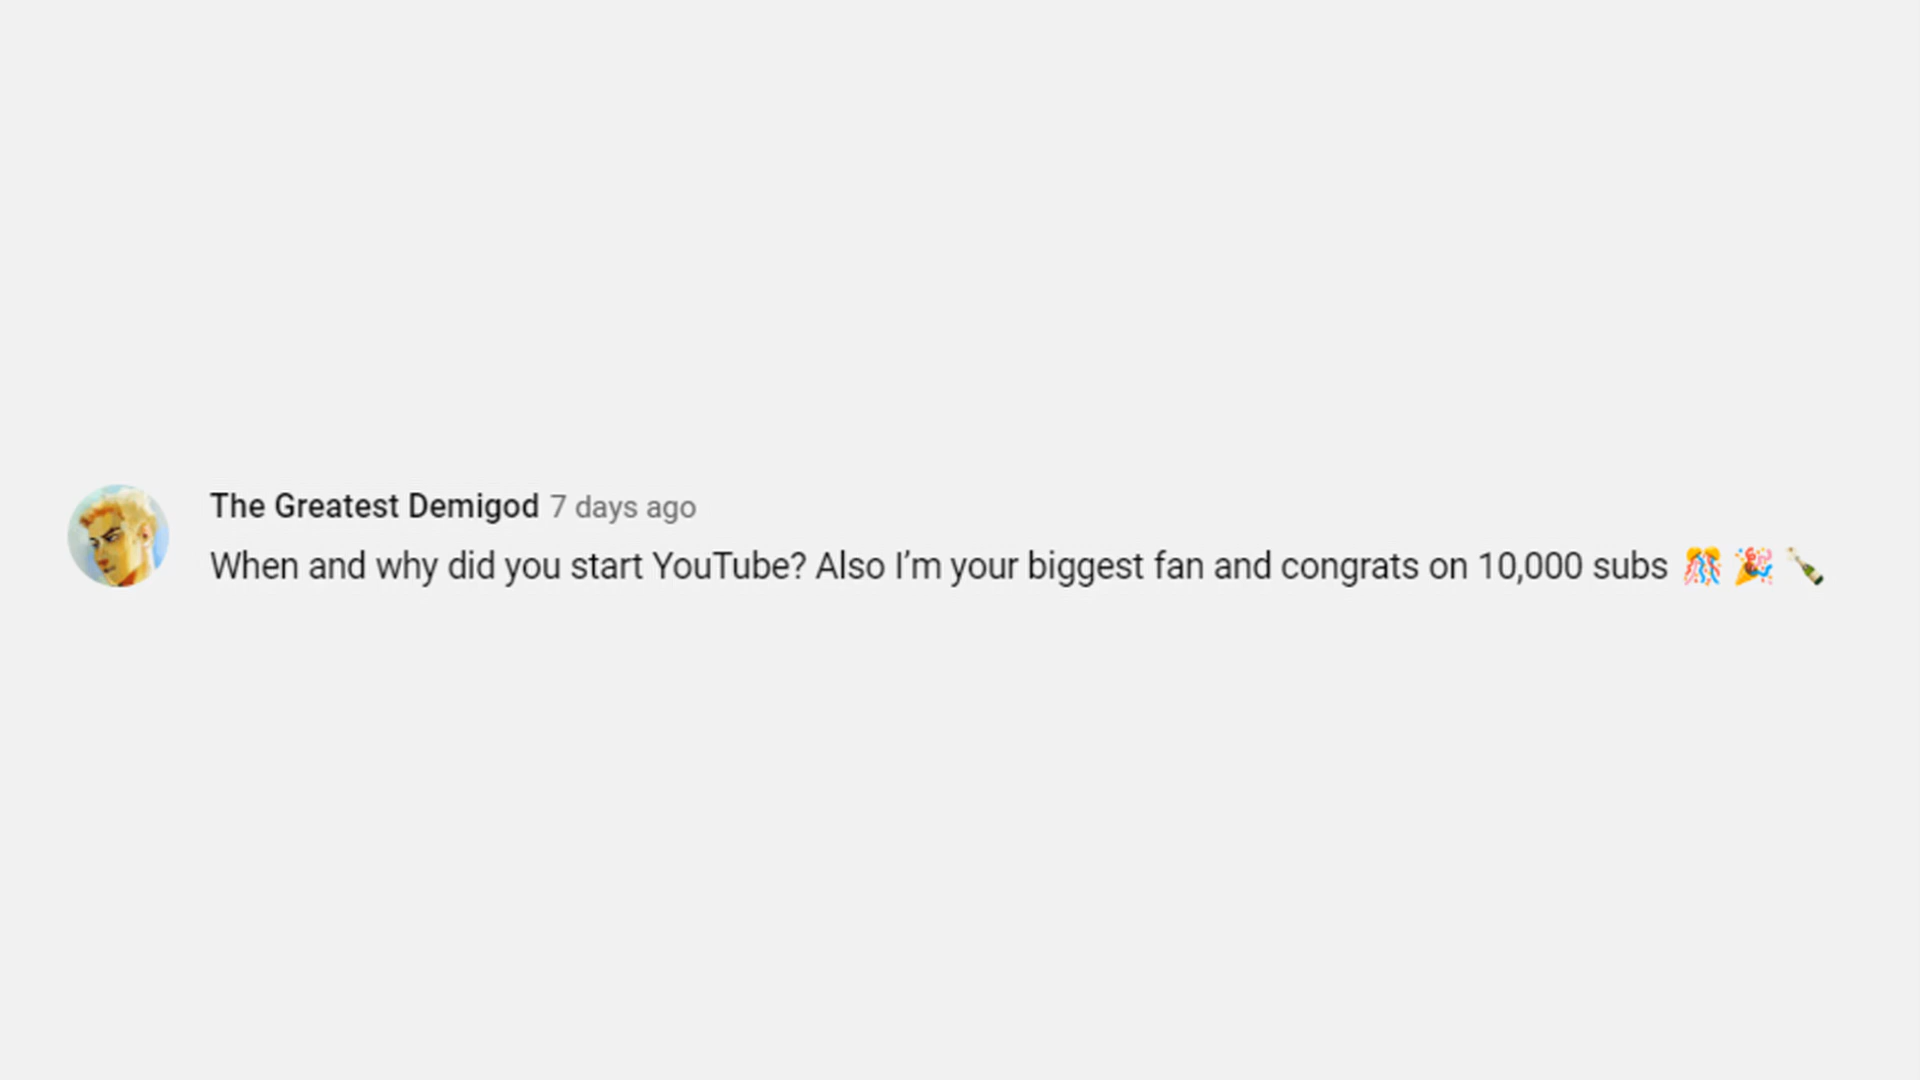 The Greatest Demigod 7 days ago
When and why did you start YouTube? Also I’m your biggest fan and congrats on 10,000 subs 🎊 🎉 🍾